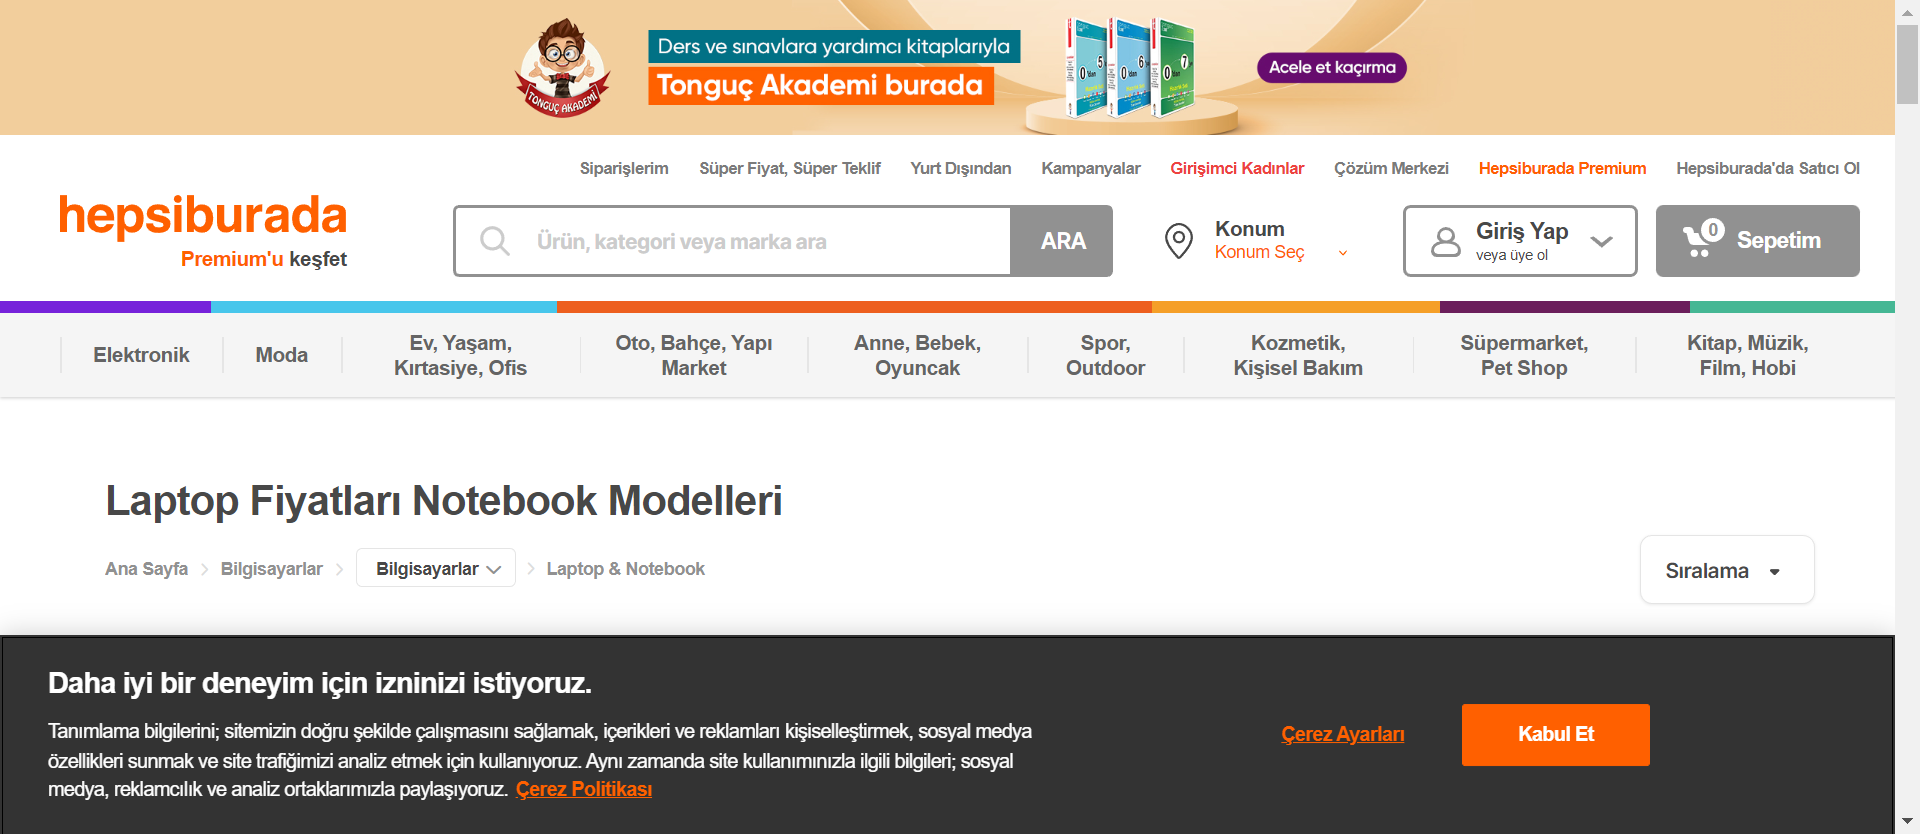 TONGUÇ AKADEMİ
Ders ve sınavlara yardımcı kitaplarıyla
Tonguç Akademi burada
5
6
7
0
0
0
Acele et kaçırma
Siparişlerim
Süper Fiyat, Süper Teklif
Yurt Dışından
Kampanyalar
Girişimci Kadınlar
Çözüm Merkezi
Hepsiburada Premium
Hepsiburada'da Satıcı Ol
hepsiburada
Premium'u keşfet
Ürün, kategori veya marka ara
ARA
Konum
Konum Seç
Giriş Yap
veya üye ol
0
Sepetim
Elektronik
Moda
Ev, Yaşam,
Kırtasiye, Ofis
Oto, Bahçe, Yapı
Market
Anne, Bebek,
Oyuncak
Spor,
Outdoor
Kozmetik,
Kişisel Bakım
Süpermarket,
Pet Shop
Kitap, Müzik,
Film, Hobi
Laptop Fiyatları Notebook Modelleri
Ana Sayfa
Bilgisayarlar
Bilgisayarlar
Laptop & Notebook
Sıralama
Daha iyi bir deneyim için izninizi istiyoruz.
Tanımlama bilgilerini; sitemizin doğru şekilde çalışmasını sağlamak, içerikleri ve reklamları kişiselleştirmek, sosyal medya
özellikleri sunmak ve site trafiğimizi analiz etmek için kullanıyoruz. Aynı zamanda site kullanımınızla ilgili bilgileri; sosyal
medya, reklamcılık ve analiz ortaklarımızla paylaşıyoruz. Çerez Politikası
Çerez Ayarları
Kabul Et